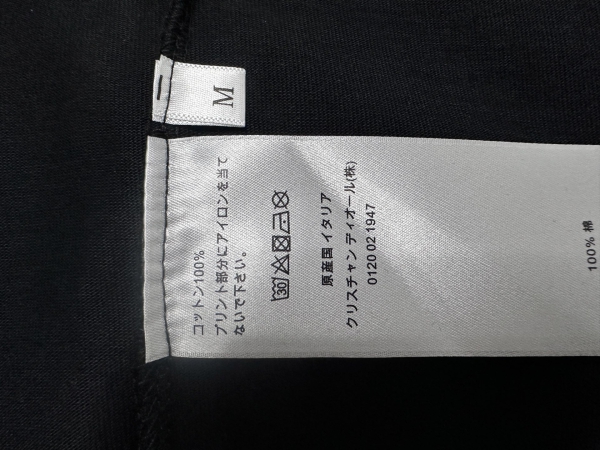 M
コットン100%
プリント部分にアイロンを当て
ないで下さい。
30
原産国 イタリア
クリスチャン ディオール(株)
0120 02 1947
100% 棉